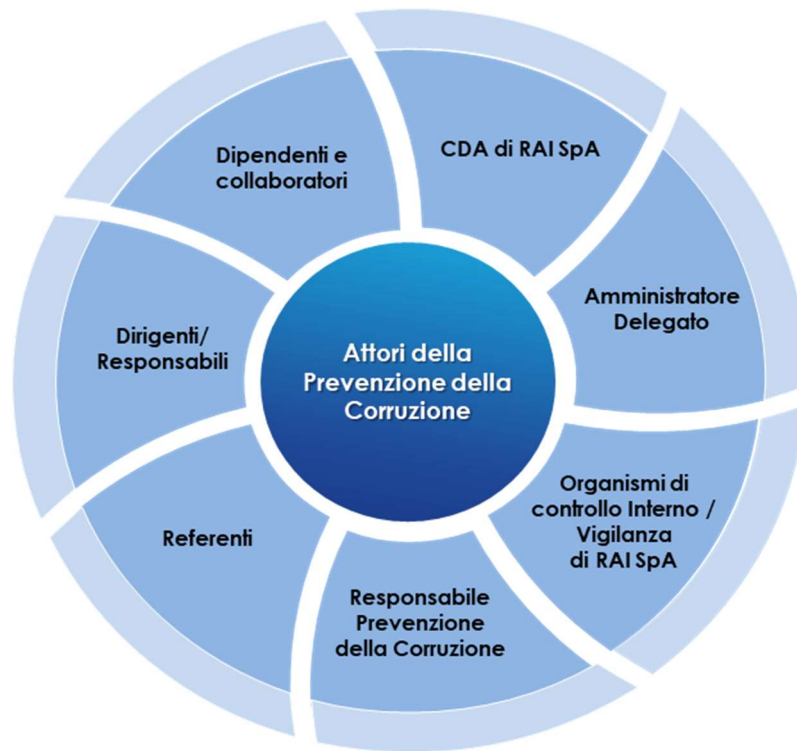 Attori della
Prevenzione della
Corruzione
CDA di RAI SpA
Amministratore
Delegato
Organismi di
controllo Interno /
Vigilanza
di RAI SpA
Responsabile
Prevenzione
della Corruzione
Referenti
Dirigenti/
Responsabili
Dipendenti e
collaboratori